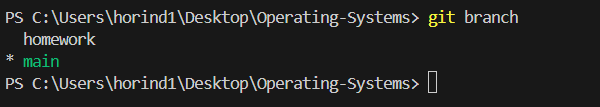 PS C:\Users\horind1\Desktop\Operating-Systems> git branch
  homework
* main
PS C:\Users\horind1\Desktop\Operating-Systems>